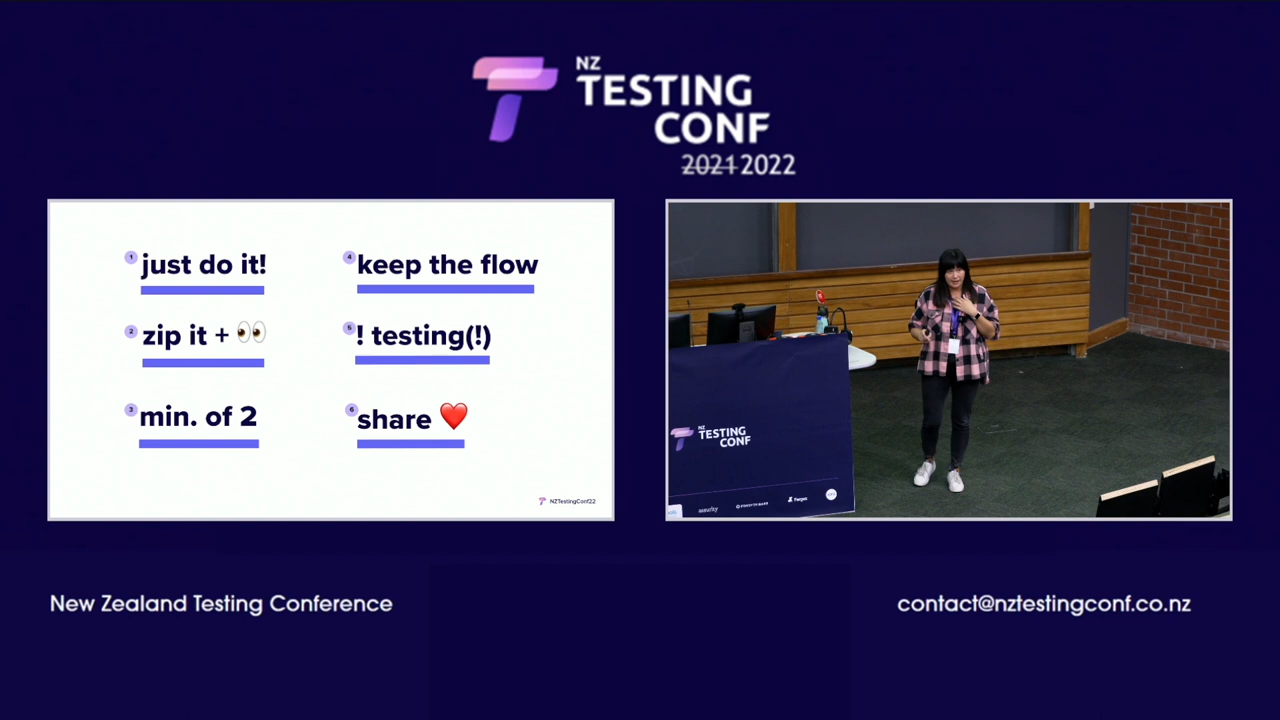 NZ
TESTING
CONF
2021 2022
1 just do it!
2 zip it + 👀
3 min. of 2
4 keep the flow
5 ! testing(!)
6 share ❤️
NZTestingConf22
NZ
TESTING
CONF
New Zealand Testing Conference
contact@nztestingconf.co.nz